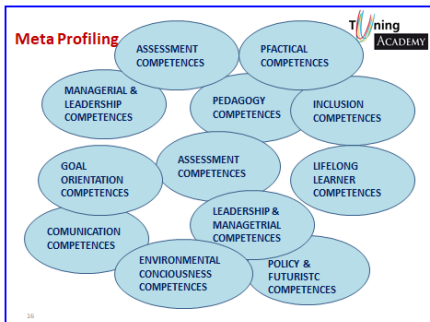 Meta Profiling
Tuning
ACADEMY
ASSESSMENT
COMPETENCES
PFACTICAL
COMPETENCES
MANAGERIAL &
LEADERSHIP
COMPETENCES
PEDAGOGY
COMPETENCES
INCLUSION
COMPETENCES
GOAL
ORIENTATION
COMPETENCES
ASSESSMENT
COMPETENCES
LIFELONG
LEARNER
COMPETENCES
COMUNICATION
COMPETENCES
LEADERSHIP &
MANAGETRIAL
COMPETENCES
ENVIRONMENTAL
CONCIOUSNESS
COMPETENCES
POLICY &
FUTURISTC
COMPETENCES
16